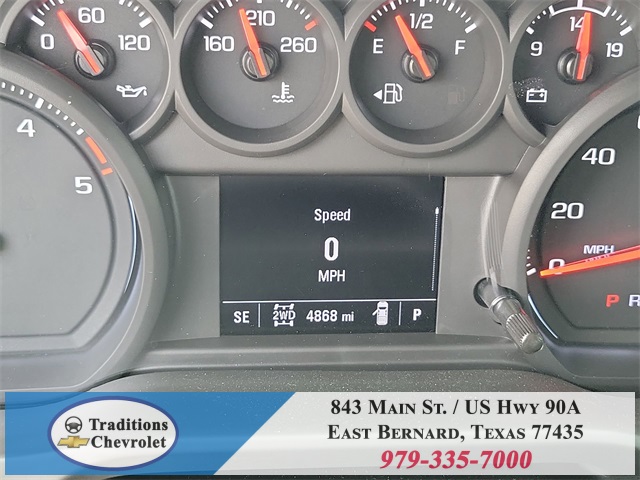 0 60 120
160 210 260
E 1/2 F
9 14 19
4
5
40
20
0
MPH
P R
Speed
0
MPH
SE 2WD 4868 mi P
Traditions
Chevrolet
843 Main St. / US Hwy 90A
East Bernard, Texas 77435
979-335-7000